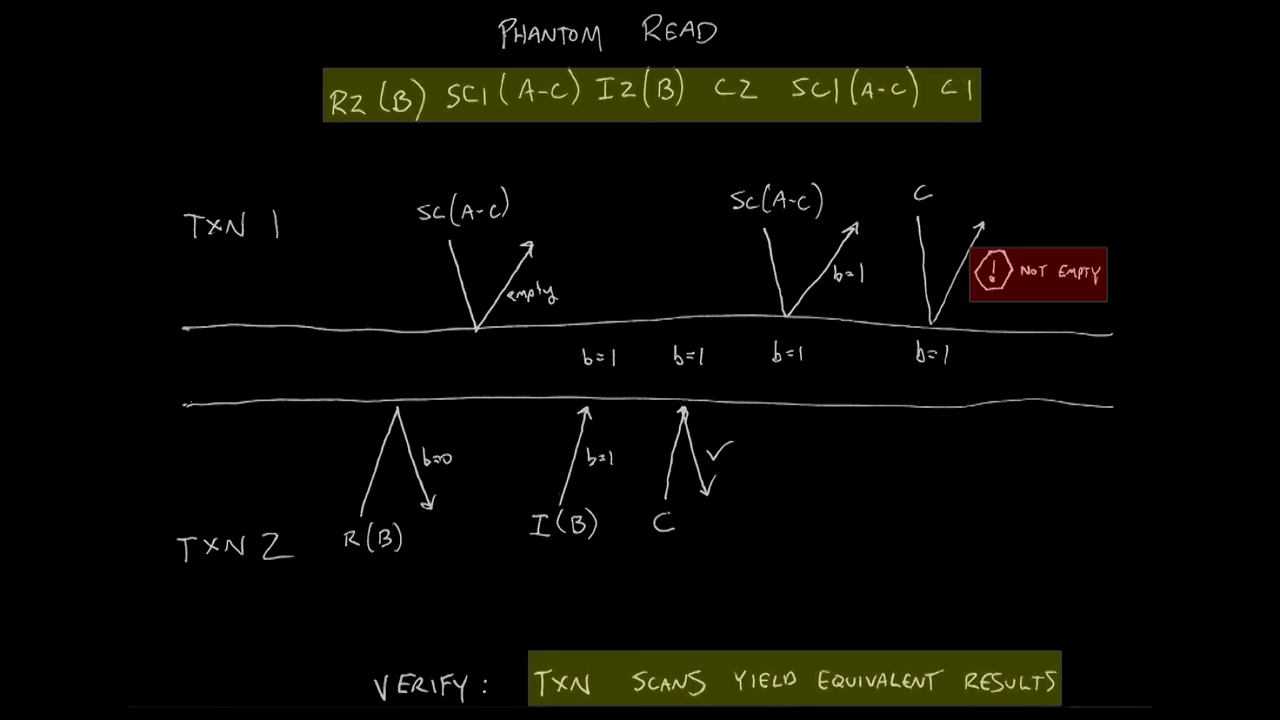 PHANTOM READ
R2(B) SC1(A-C) I2(B) C2 SC1(A-C) C1
TXN 1
SC(A-C)
empty
SC(A-C)
b=1
C
! NOT EMPTY
b=1
b=1
b=1
b=1
TXN 2
R(B)
b=0
I(B)
b=1
C
VERIFY: TXN SCANS YIELD EQUIVALENT RESULTS